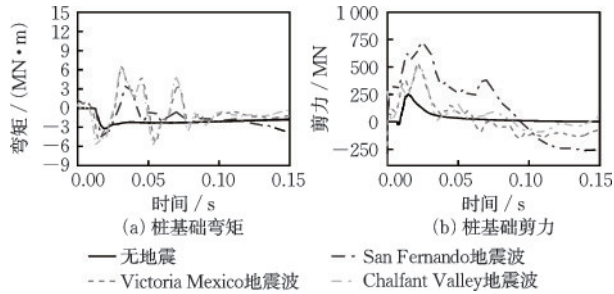 15
12
9
6
3
0
−3
−6
−9
弯矩 / (MN·m)
0.00 0.05 0.10 0.15
时间 / s
(a) 桩基础弯矩
1 000
750
500
250
0
−250
剪力 / MN
0.00 0.05 0.10 0.15
时间 / s
(b) 桩基础剪力
无地震
San Fernando地震波
Victoria Mexico地震波
Chalfant Valley地震波